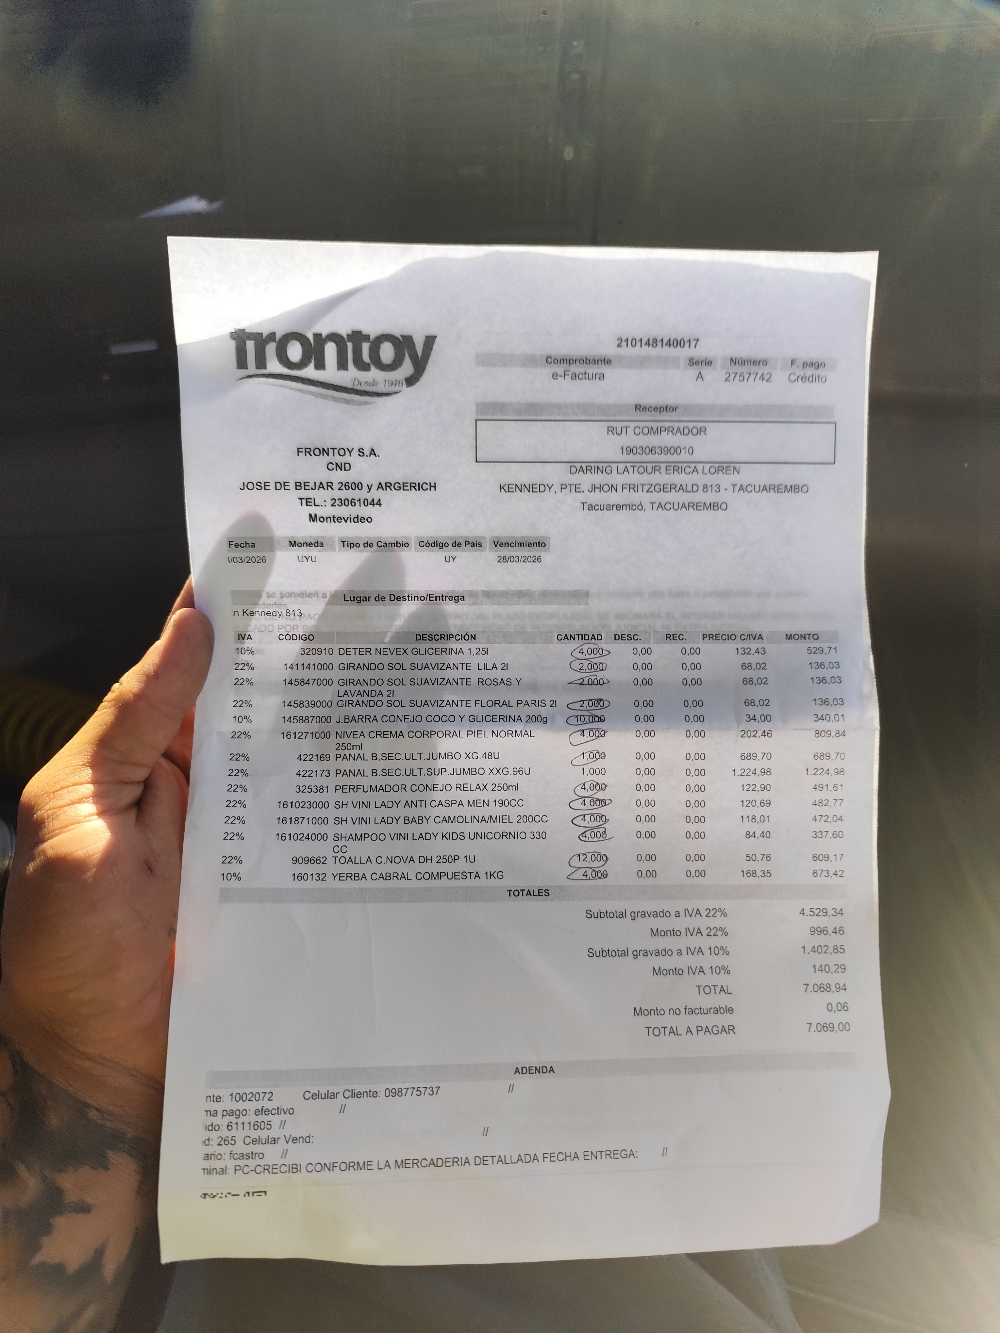 frontoy
Desde 1946
210148140017
Comprobante Serie Número F. pago
e-Factura A 2757742 Crédito
Receptor
RUT COMPRADOR
190306390010
DARING LATOUR ERICA LOREN
KENNEDY, PTE. JHON FRITZGERALD 813 - TACUAREMBO
Tacuarembó, TACUAREMBO
FRONTOY S.A.
CND
JOSE DE BEJAR 2600 y ARGERICH
TEL.: 23061044
Montevideo
Fecha Moneda Tipo de Cambio Código de País Vencimiento
/03/2026 UYU UY 28/03/2026
Lugar de Destino/Entrega
n Kennedy 813
IVA CÓDIGO DESCRIPCIÓN CANTIDAD DESC. REC. PRECIO C/IVA MONTO
10% 320910 DETER NEVEX GLICERINA 1,25l 4,000 0,00 0,00 132,43 529,71
22% 141141000 GIRANDO SOL SUAVIZANTE LILA 2l 2,000 0,00 0,00 68,02 136,03
22% 145847000 GIRANDO SOL SUAVIZANTE ROSAS Y 2,000 0,00 0,00 68,02 136,03
LAVANDA 2l
22% 145839000 GIRANDO SOL SUAVIZANTE FLORAL PARIS 2l 2,000 0,00 0,00 68,02 136,03
10% 145887000 J.BARRA CONEJO COCO Y GLICERINA 200g 10,000 0,00 0,00 34,00 340,01
22% 161271000 NIVEA CREMA CORPORAL PIEL NORMAL 4,000 0,00 0,00 202,46 809,84
250ml
22% 422169 PANAL B,SEC.ULT.JUMBO XG.48U 1,000 0,00 0,00 689,70 689,70
22% 422173 PANAL B,SEC.ULT.SUP.JUMBO XXG.96U 1,000 0,00 0,00 1.224,98 1.224,98
22% 325381 PERFUMADOR CONEJO RELAX 250ml 4,000 0,00 0,00 122,90 491,61
22% 161023000 SH VINI LADY ANTI CASPA MEN 190CC 4,000 0,00 0,00 120,69 482,77
22% 161871000 SH VINI LADY BABY CAMOLINA/MIEL 200CC 4,000 0,00 0,00 118,01 472,04
22% 161024000 SHAMPOO VINI LADY KIDS UNICORNIO 330 4,000 0,00 0,00 84,40 337,60
CC
22% 909662 TOALLA C.NOVA DH 250P 1U 12,000 0,00 0,00 50,76 609,17
10% 160132 YERBA CABRAL COMPUESTA 1KG 4,000 0,00 0,00 168,35 673,42
TOTALES
Subtotal gravado a IVA 22% 4.529,34
Monto IVA 22% 996,46
Subtotal gravado a IVA 10% 1.402,85
Monto IVA 10% 140,29
TOTAL 7.068,94
Monto no facturable 0,06
TOTAL A PAGAR 7.069,00
ADENDA
nte: 1002072 Celular Cliente: 098775737 //
ma pago: efectivo //
ido: 6111605 //
d: 265 Celular Vend: //
ario: fcastro //
minal: PC-CRECIBI CONFORME LA MERCADERIA DETALLADA FECHA ENTREGA: //